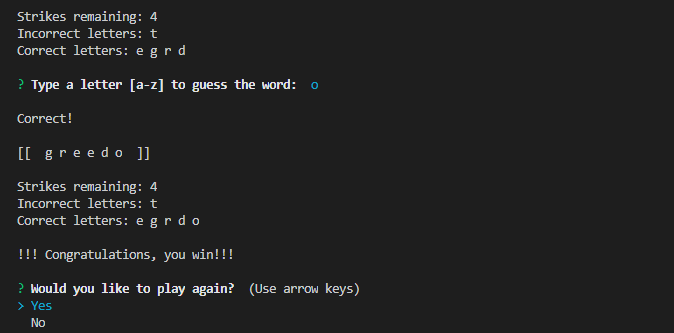 Strikes remaining: 4
Incorrect letters: t
Correct letters: e g r d
? Type a letter [a-z] to guess the word: o
Correct!
[[ g r e e d o ]]
Strikes remaining: 4
Incorrect letters: t
Correct letters: e g r d o
!!! Congratulations, you win!!!
? Would you like to play again? (Use arrow keys)
> Yes
No